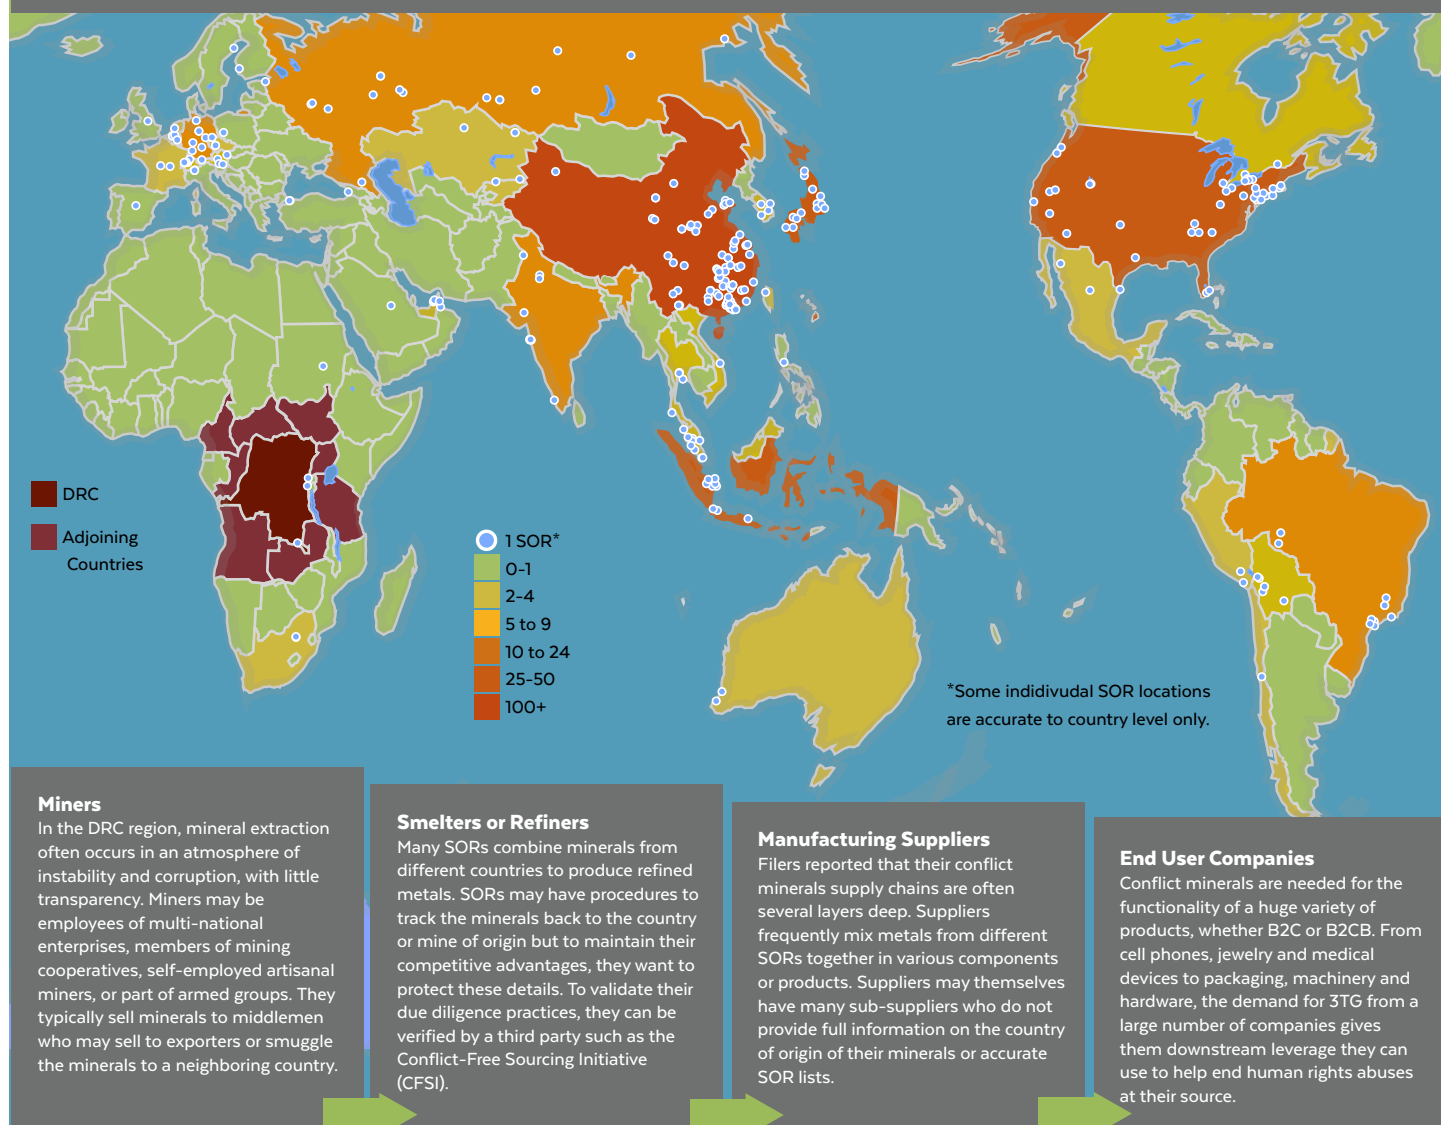 DRC
Adjoining
Countries
1 SOR*
0-1
2-4
5 to 9
10 to 24
25-50
100+
*Some indidivudal SOR locations
are accurate to country level only.
Miners
In the DRC region, mineral extraction
often occurs in an atmosphere of
instability and corruption, with little
transparency. Miners may be
employees of multi-national
enterprises, members of mining
cooperatives, self-employed artisanal
miners, or part of armed groups. They
typically sell minerals to middlemen
who may sell to exporters or smuggle
the minerals to a neighboring country.
Smelters or Refiners
Many SORs combine minerals from
different countries to produce refined
metals. SORs may have procedures to
track the minerals back to the country
or mine of origin but to maintain their
competitive advantages, they want to
protect these details. To validate their
due diligence practices, they can be
verified by a third party such as the
Conflict-Free Sourcing Initiative
(CFSI).
Manufacturing Suppliers
Filers reported that their conflict
minerals supply chains are often
several layers deep. Suppliers
frequently mix metals from different
SORs together in various components
or products. Suppliers may themselves
have many sub-suppliers who do not
provide full information on the country
of origin of their minerals or accurate
SOR lists.
End User Companies
Conflict minerals are needed for the
functionality of a huge variety of
products, whether B2C or B2CB. From
cell phones, jewelry and medical
devices to packaging, machinery and
hardware, the demand for 3TG from a
large number of companies gives
them downstream leverage they can
use to help end human rights abuses
at their source.